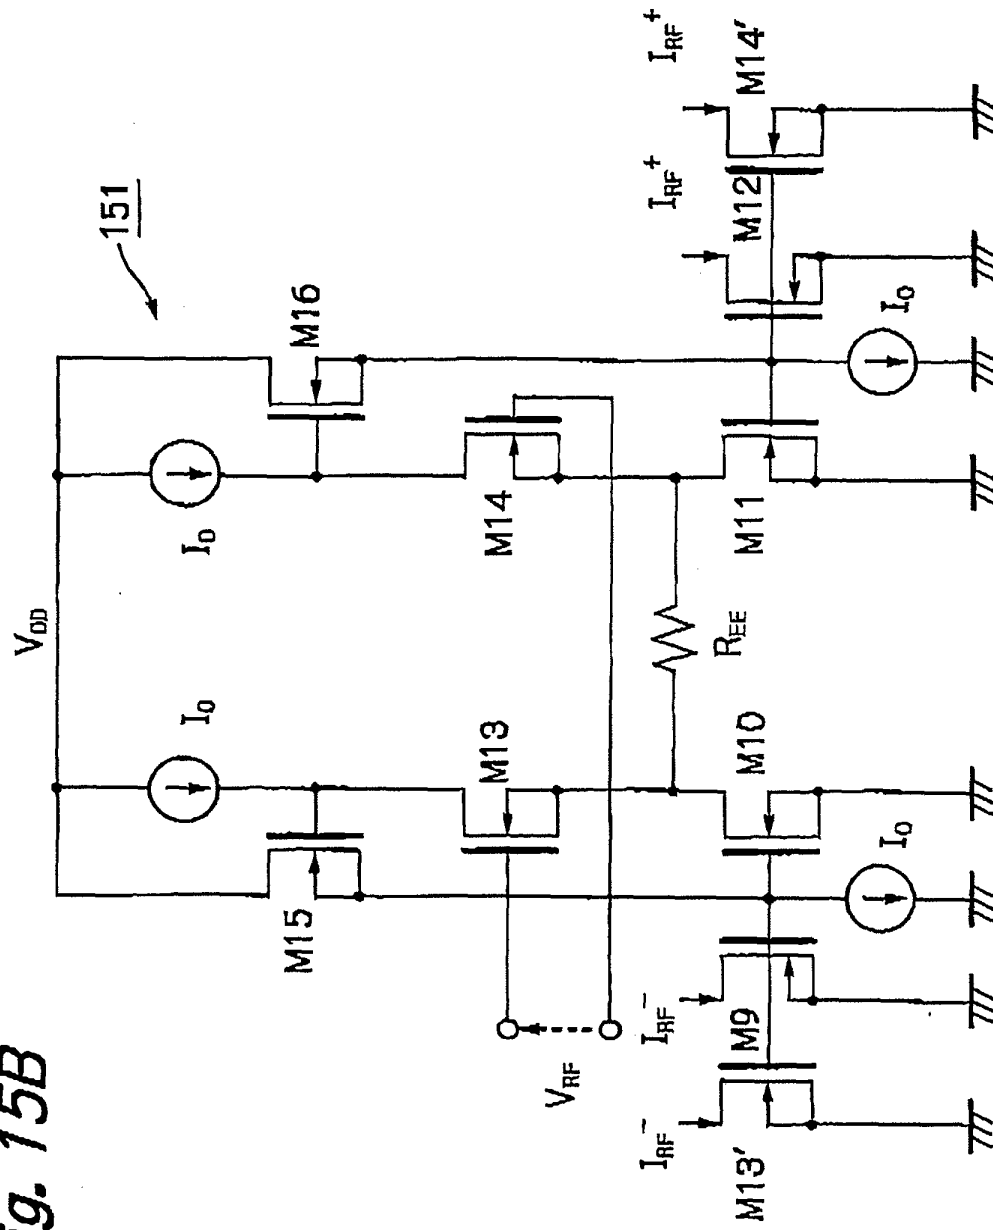 ig. 15B
151
V_DD
I_0
I_0
M15
M16
M13
M14
V_RF
R_EE
I_RF^-
I_RF^-
I_RF^+
I_RF^+
M13'
M9
M10
M11
M12
M14'
I_0
I_0